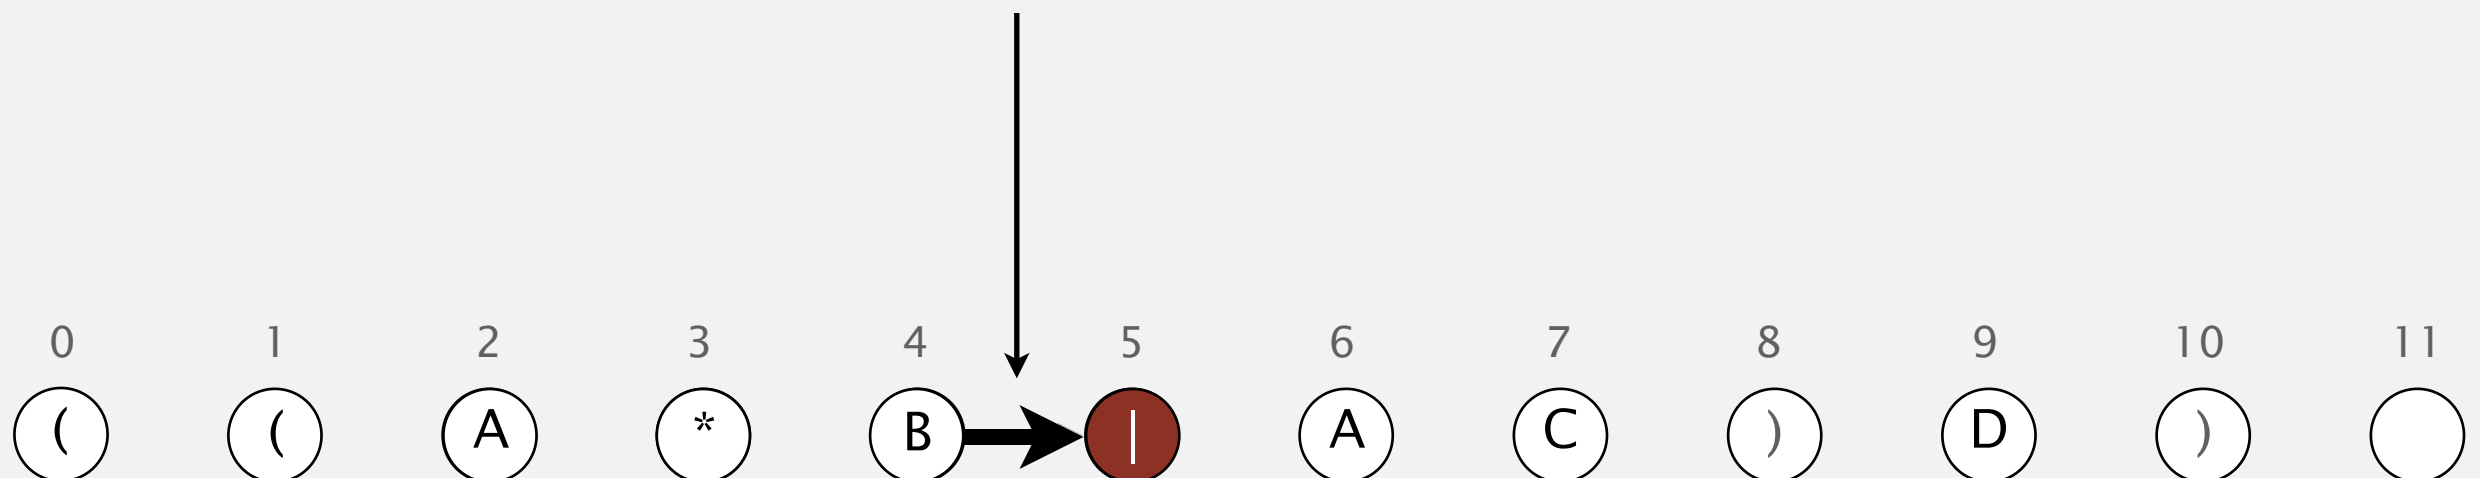 0 1 2 3 4 5 6 7 8 9 10 11
( ( A * B | A C ) D )